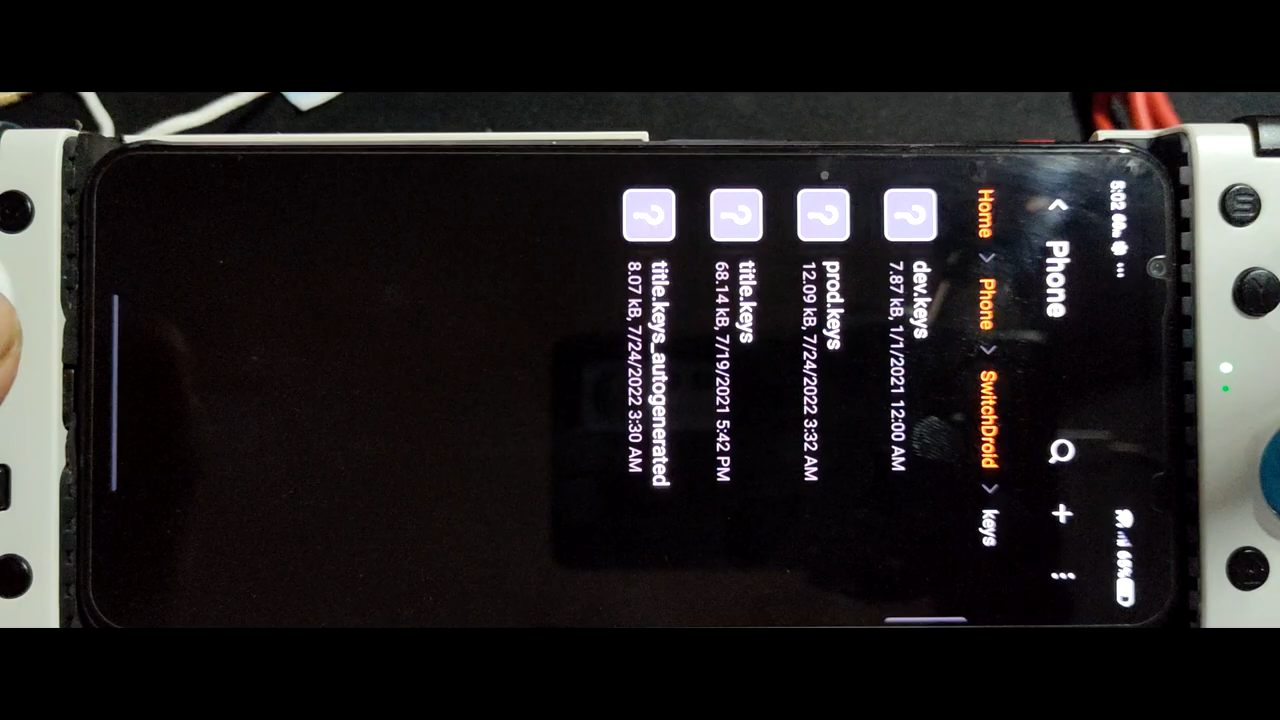 Phone
Home > Phone > SwitchDroid > keys
dev.keys
7.87 kB, 1/1/2021 12:00 AM
prod.keys
12.09 kB, 7/24/2022 3:32 AM
title.keys
68.14 kB, 7/19/2021 5:42 PM
title.keys_autogenerated
8.07 kB, 7/24/2022 3:30 AM